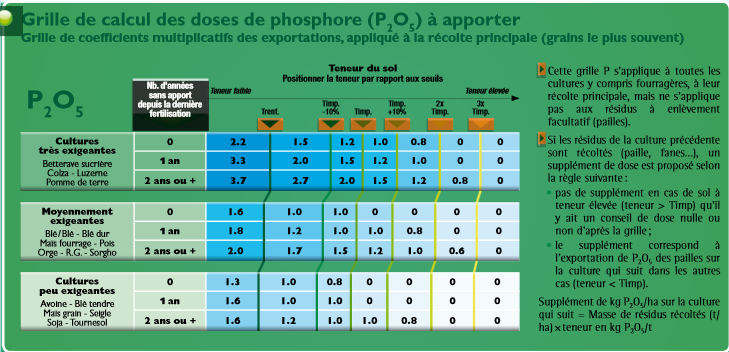 Grille de calcul des doses de phosphore (P2O5) à apporter
Grille de coefficients multiplicatifs des exportations, appliqué à la récolte principale (grains le plus souvent)
P2O5
Nb. d'années
sans apport
depuis la dernière
fertilisation
Teneur du sol
Positionner la teneur par rapport aux seuils
Teneur faible
Teneur élevée
Trent.
Timp. -10%
Timp.
Timp. +10%
2x Timp.
3x Timp.
Cultures
très exigeantes
Betterave sucrière
Colza - Luzerne
Pomme de terre
0 2.2 1.5 1.2 1.0 0.8 0 0
1 an 3.3 2.0 1.5 1.2 1.0 0 0
2 ans ou + 3.7 2.7 2.0 1.5 1.2 0.8 0
Moyennement
exigeantes
Blé/Blé - Blé dur
Maïs fourrage - Pois
Orge - R.G. - Sorgho
0 1.6 1.0 1.0 0 0 0 0
1 an 1.8 1.2 1.0 1.0 0.8 0 0
2 ans ou + 2.0 1.7 1.5 1.2 1.0 0.6 0
Cultures
peu exigeantes
Avoine - Blé tendre
Maïs grain - Seigle
Soja - Tournesol
0 1.3 1.0 0.8 0 0 0 0
1 an 1.6 1.0 1.0 0 0 0 0
2 ans ou + 1.6 1.2 1.0 1.0 0.8 0 0
Cette grille P s'applique à toutes les
cultures y compris fourragères, à leur
récolte principale, mais ne s'applique
pas aux résidus à enlèvement
facultatif (pailles).
Si les résidus de la culture précédente
sont récoltés (paille, fanes...), un
supplément de dose est proposé selon
la règle suivante :
• pas de supplément en cas de sol à
teneur élevée (teneur > Timp) qu'il
y ait un conseil de dose nulle ou
non d'après la grille ;
• le supplément correspond à
l'exportation de P2O5 des pailles sur
la culture qui suit dans les autres
cas (teneur < Timp).
Supplément de kg P2O5/ha sur la culture
qui suit = Masse de résidus récoltés (t/
ha) x teneur en kg P2O5/t